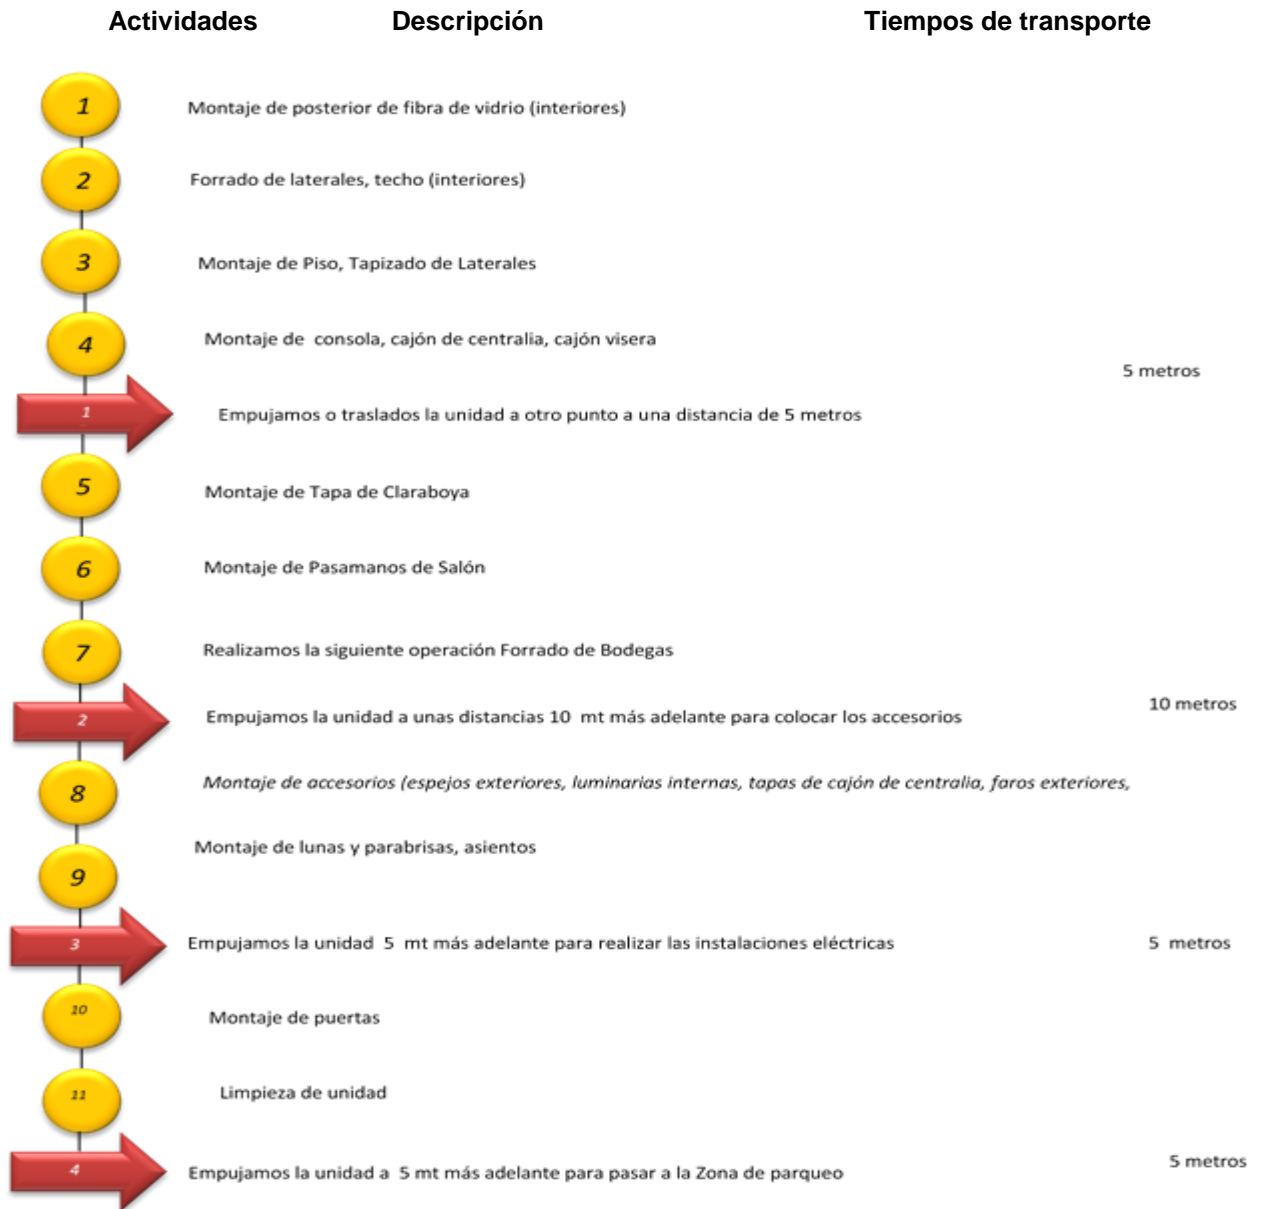 Actividades Descripción Tiempos de transporte
1 Montaje de posterior de fibra de vidrio (interiores)
2 Forrado de laterales, techo (interiores)
3 Montaje de Piso, Tapizado de Laterales
4 Montaje de consola, cajón de centralia, cajón visera
5 metros
1 Empujamos o traslados la unidad a otro punto a una distancia de 5 metros
5 Montaje de Tapa de Claraboya
6 Montaje de Pasamanos de Salón
7 Realizamos la siguiente operación Forrado de Bodegas
2 Empujamos la unidad a unas distancias 10 mt más adelante para colocar los accesorios 10 metros
8 Montaje de accesorios (espejos exteriores, luminarias internas, tapas de cajón de centralia, faros exteriores,
Montaje de lunas y parabrisas, asientos
9
3 Empujamos la unidad 5 mt más adelante para realizar las instalaciones eléctricas 5 metros
10 Montaje de puertas
11 Limpieza de unidad
4 Empujamos la unidad a 5 mt más adelante para pasar a la Zona de parqueo 5 metros